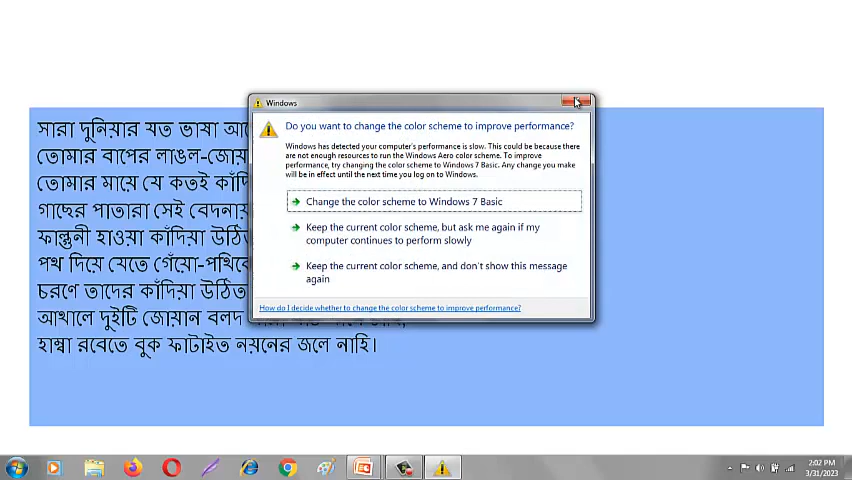 Windows
Do you want to change the color scheme to improve performance?
Windows has detected your computer's performance is slow. This could be because there
are not enough resources to run the Windows Aero color scheme. To improve
performance, try changing the color scheme to Windows 7 Basic. Any change you make
will be in effect until the next time you log on to Windows.
Change the color scheme to Windows 7 Basic
Keep the current color scheme, but ask me again if my
computer continues to perform slowly
Keep the current color scheme, and don't show this message
again
How do I decide whether to change the color scheme to improve performance?
সারা দুনিয়ার যত ভাষা
তোমার বাপের লাঙল-জোয়া
তোমার মায়ে যে কতই
গাছের পাতারা সেই বেদনায়
ফাল্গুনী হাওয়া কাঁদিয়া
পথ দিয়ে যেতে গেঁয়ো-পথিকে
চরণে তাদের কাঁদিয়া
আথালে দুইটি জোয়ান বলদ
হাম্বা রবেতে বুক ফাটাইত নয়নের জলে নাহি।
2:02 PM
3/31/2023